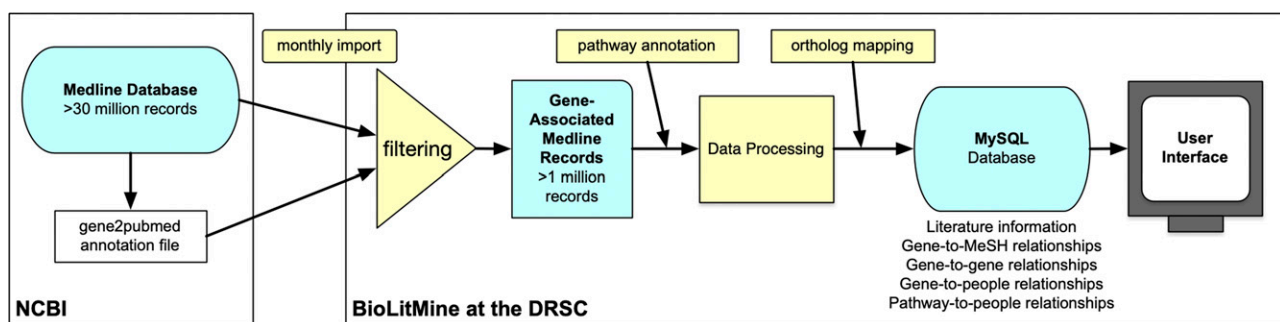 monthly import
pathway annotation
ortholog mapping
Medline Database
>30 million records
gene2pubmed
annotation file
NCBI
filtering
Gene-
Associated
Medline
Records
>1 million
records
Data Processing
MySQL
Database
User
Interface
Literature information
Gene-to-MeSH relationships
Gene-to-gene relationships
Gene-to-people relationships
Pathway-to-people relationships
BioLitMine at the DRSC